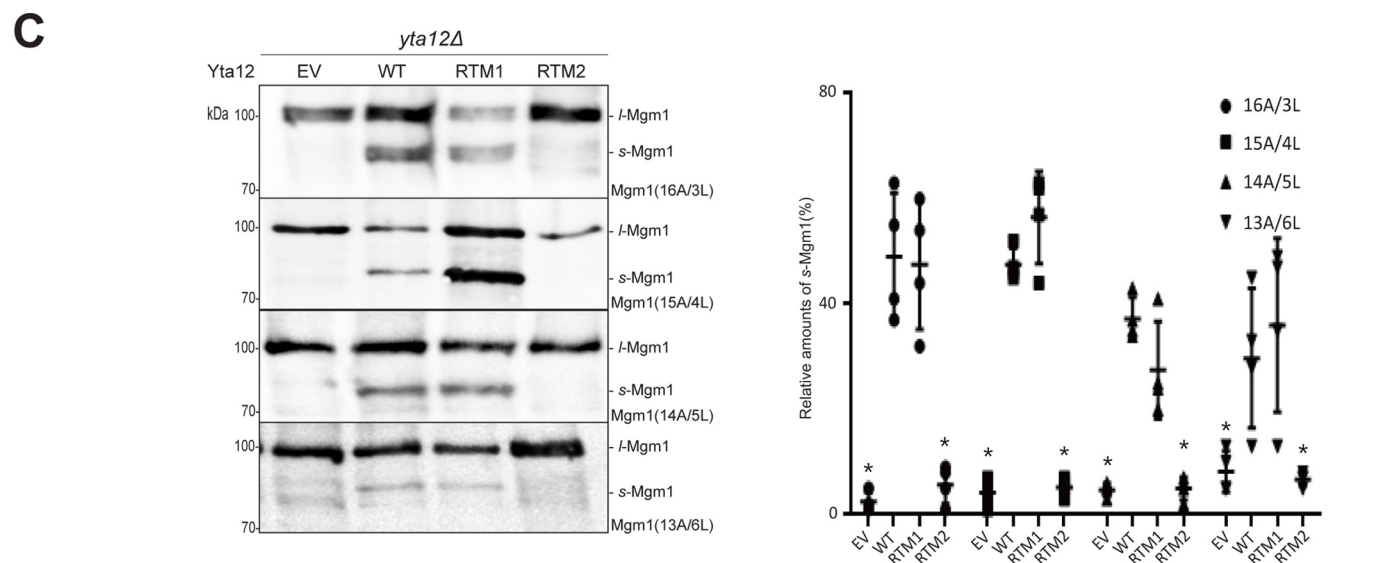 C
yta12Δ
Yta12 EV WT RTM1 RTM2
kDa 100- - l-Mgm1
- s-Mgm1
70- Mgm1(16A/3L)
100- - l-Mgm1
- s-Mgm1
70- Mgm1(15A/4L)
100- - l-Mgm1
- s-Mgm1
70- Mgm1(14A/5L)
100- - l-Mgm1
- s-Mgm1
70- Mgm1(13A/6L)
Relative amounts of s-Mgm1(%)
80
40
0
16A/3L
15A/4L
14A/5L
13A/6L
* * * * * * * *
EV WT RTM1 RTM2 EV WT RTM1 RTM2 EV WT RTM1 RTM2 EV WT RTM1 RTM2